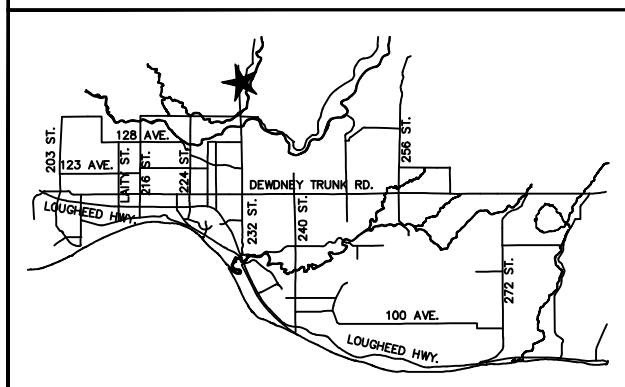 128 AVE.
203 ST.
123 AVE.
LAITY ST.
216 ST.
224 ST.
256 ST.
DEWDNEY TRUNK RD.
LOUGHEED HWY.
232 ST.
240 ST.
272 ST.
100 AVE.
LOUGHEED HWY.